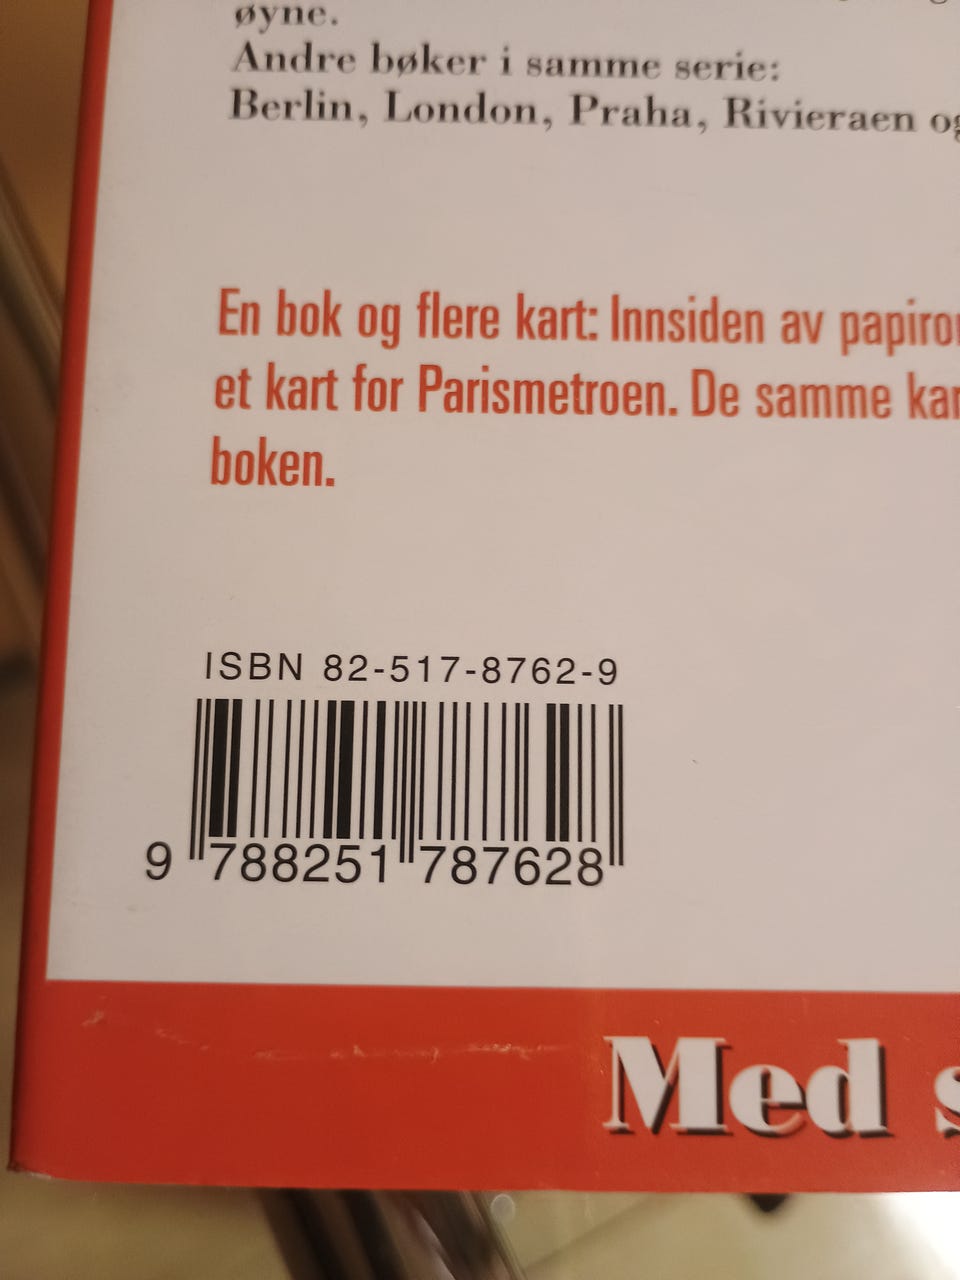 øyne.
Andre bøker i samme serie:
Berlin, London, Praha, Rivieraen og
En bok og flere kart: Innsiden av
et kart for Parismetroen. De samme
boken.
ISBN 82-517-8762-9
9 788251 787628
Med